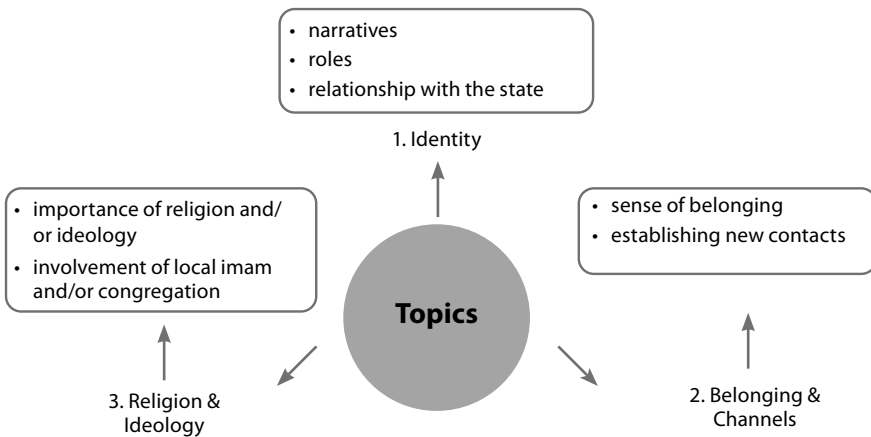 • narratives
• roles
• relationship with the state
1. Identity
• importance of religion and/
or ideology
• involvement of local imam
and/or congregation
• sense of belonging
• establishing new contacts
Topics
3. Religion &
Ideology
2. Belonging &
Channels